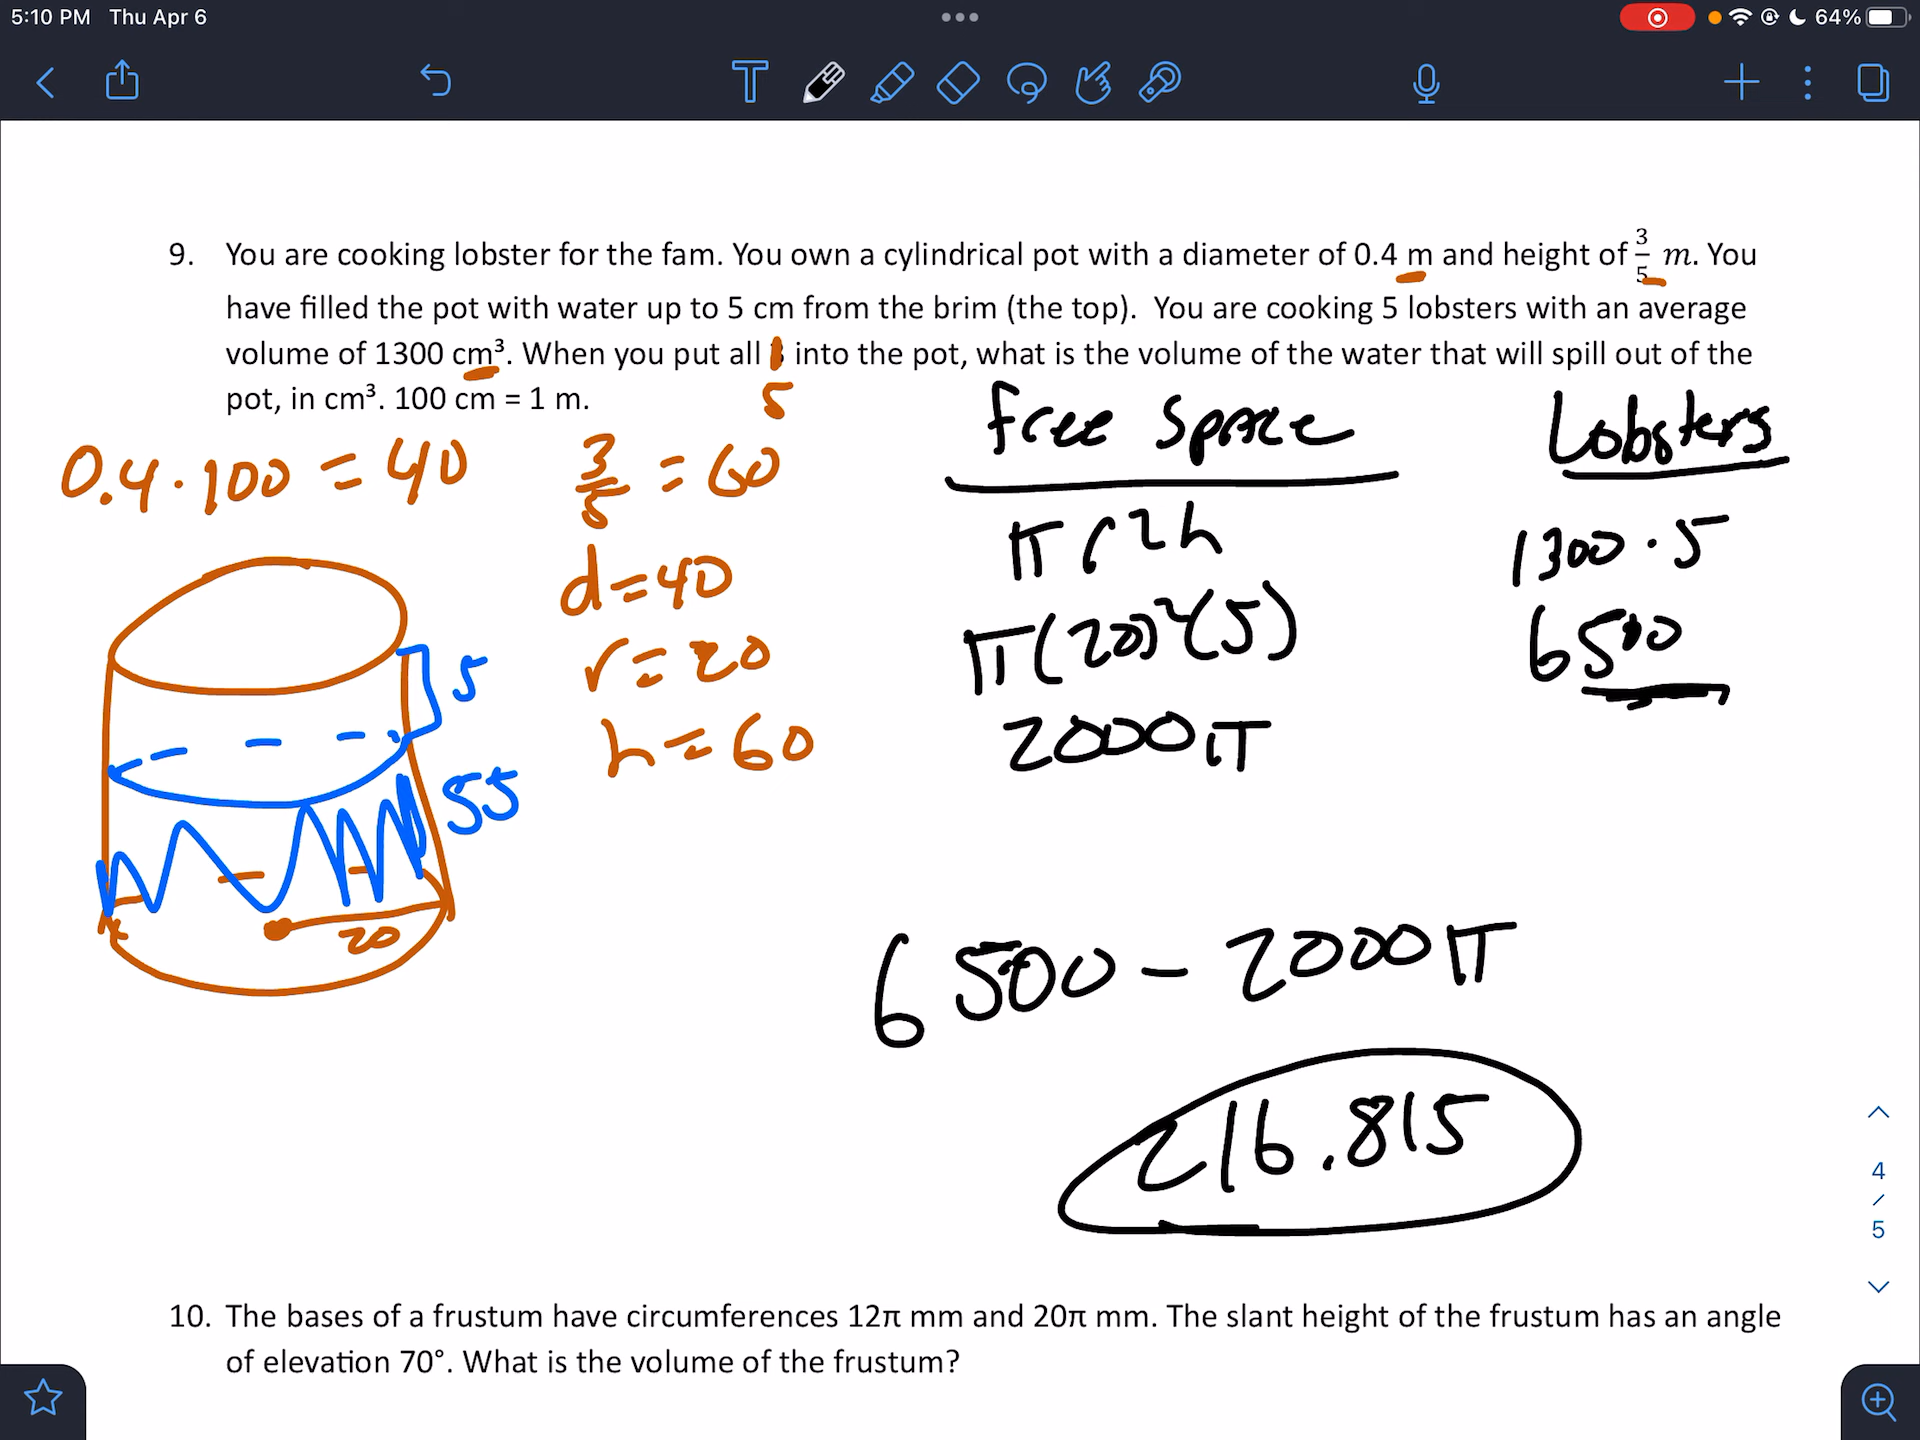 5:10 PM Thu Apr 6
64%
9. You are cooking lobster for the fam. You own a cylindrical pot with a diameter of 0.4 m and height of 3/5 m. You
have filled the pot with water up to 5 cm from the brim (the top). You are cooking 5 lobsters with an average
volume of 1300 cm³. When you put all into the pot, what is the volume of the water that will spill out of the
5
pot, in cm³. 100 cm = 1 m.
0.4 · 100 = 40
3/5 = 60
d = 40
r = 20
h = 60
5
55
20
Free Space
πr²h
π(20)²(5)
2000π
Lobsters
1300 · 5
6500
6500 - 2000π
216.815
4
/
5
10. The bases of a frustum have circumferences 12π mm and 20π mm. The slant height of the frustum has an angle
of elevation 70°. What is the volume of the frustum?